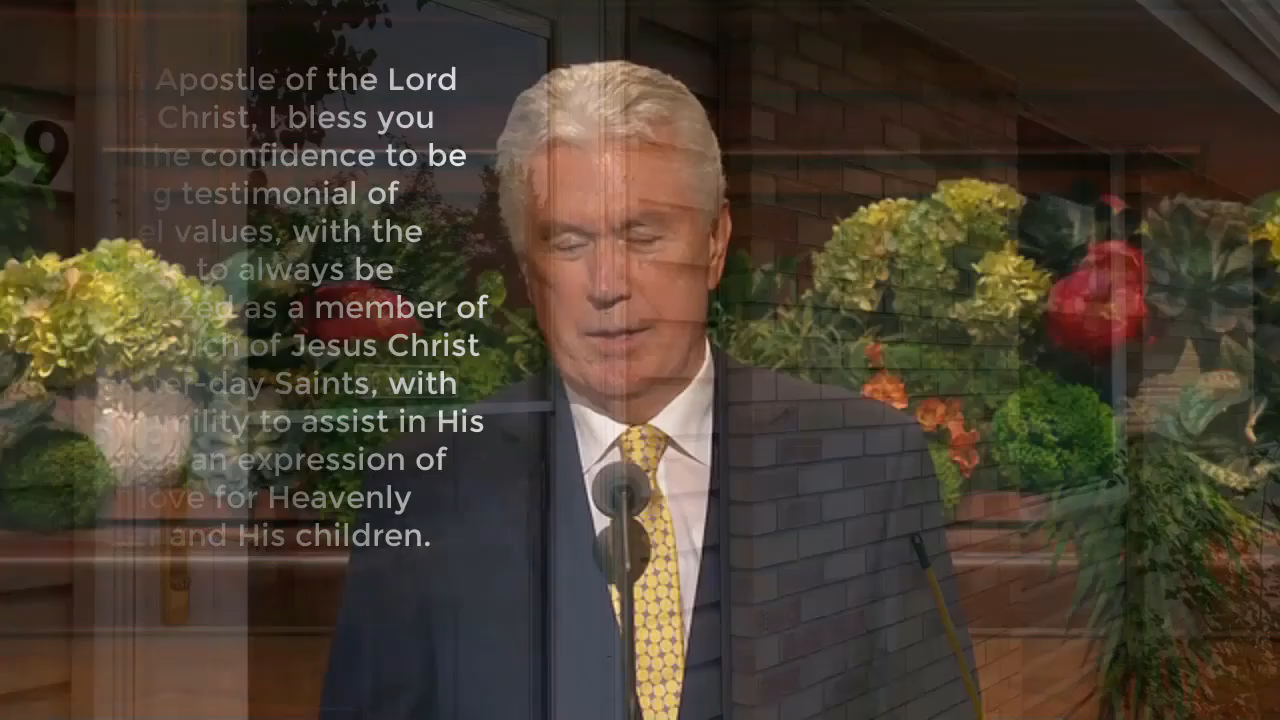 Apostle of the Lord
Christ, I bless you
the confidence to be
testimonial of
values, with the
to always be
as a member of
of Jesus Christ
Saints, with
to assist in His
an expression of
love for Heavenly
and His children.
69